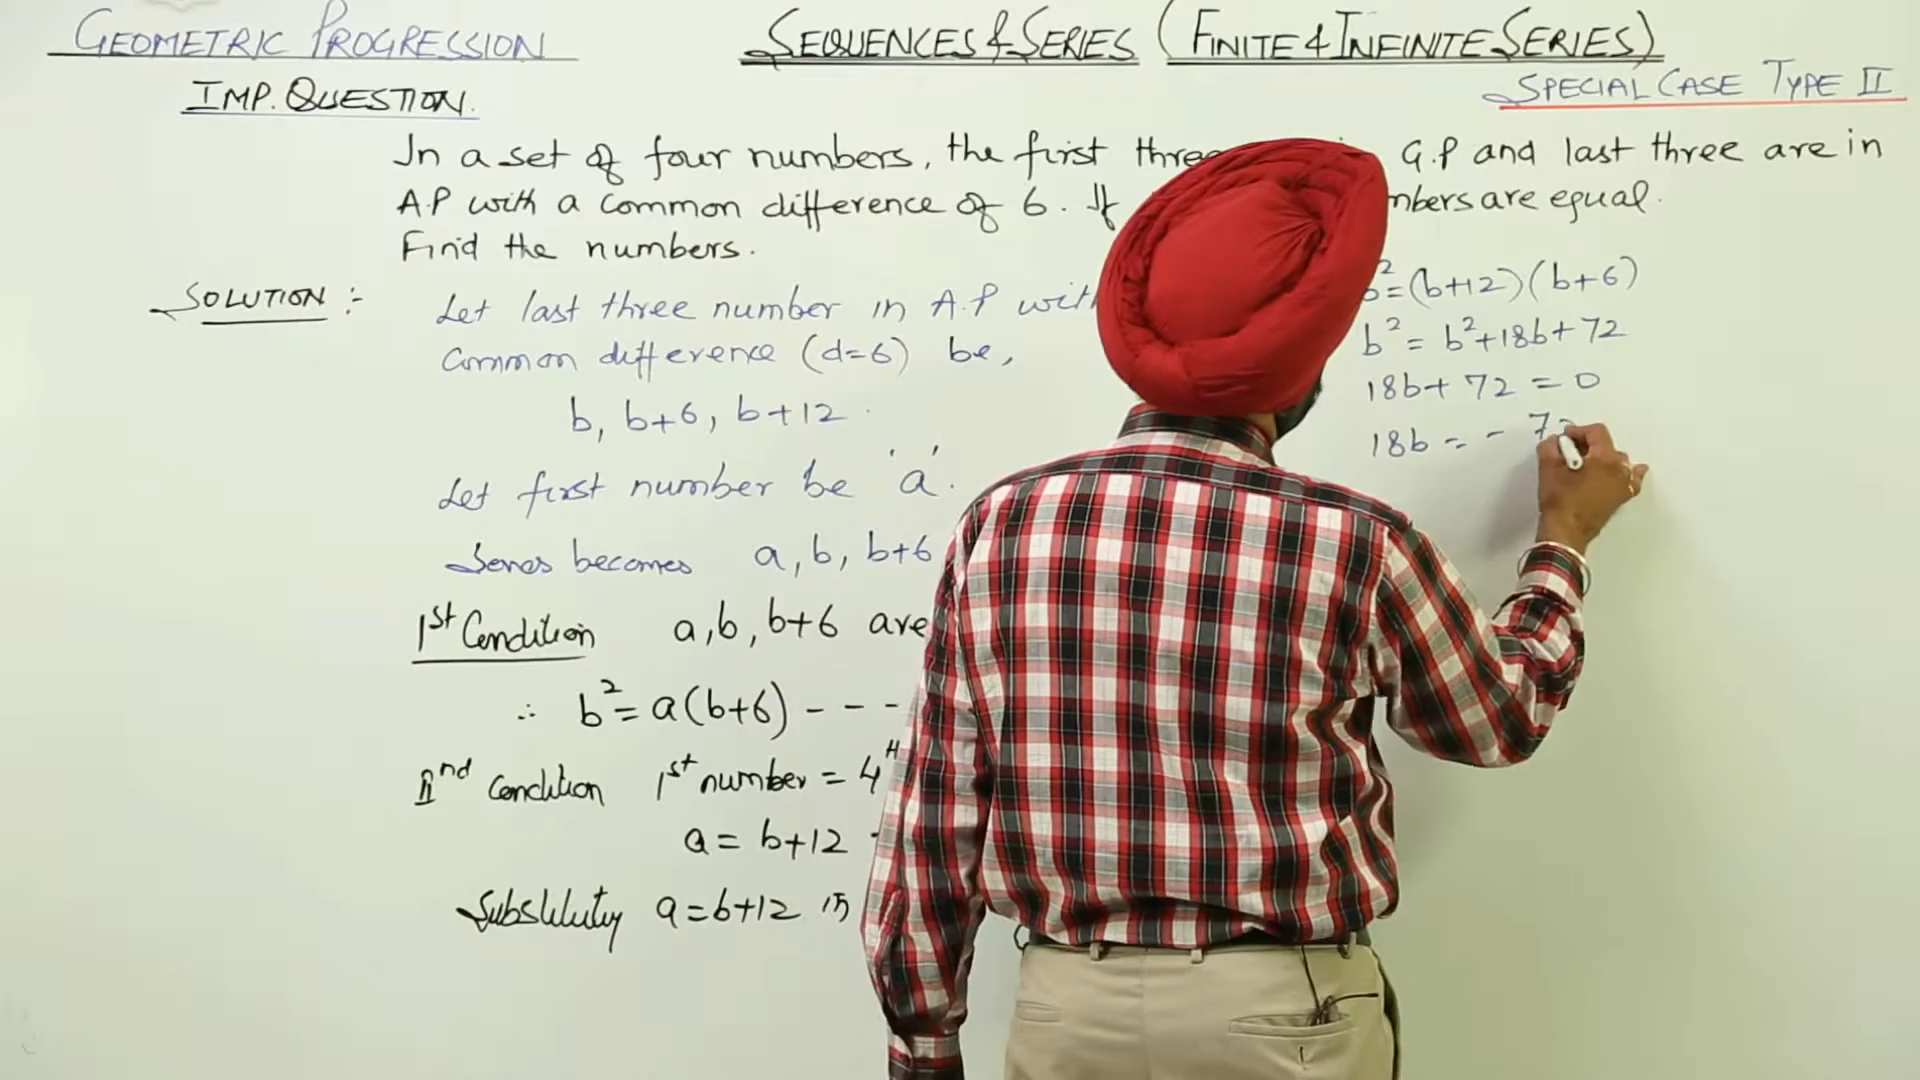 GEOMETRIC PROGRESSION
SEQUENCES & SERIES (FINITE & INFINITE SERIES)
IMP. QUESTION.
SPECIAL CASE TYPE II
In a set of four numbers, the first three G.P and last three are in
A.P with a common difference of 6. If are equal.
Find the numbers.
SOLUTION :-
Let last three number in A.P with
Common difference (d=6) be,
b, b+6, b+12.
Let first number be 'a'.
Series becomes a, b, b+6
1st Condition a, b, b+6 are
∴ b²= a(b+6) - - -
IInd Condition 1st number = 4
a = b+12
Substituting a=b+12 in
b²=(b+12)(b+6)
b² = b²+18b+72
18b+ 72 = 0
18b = - 72